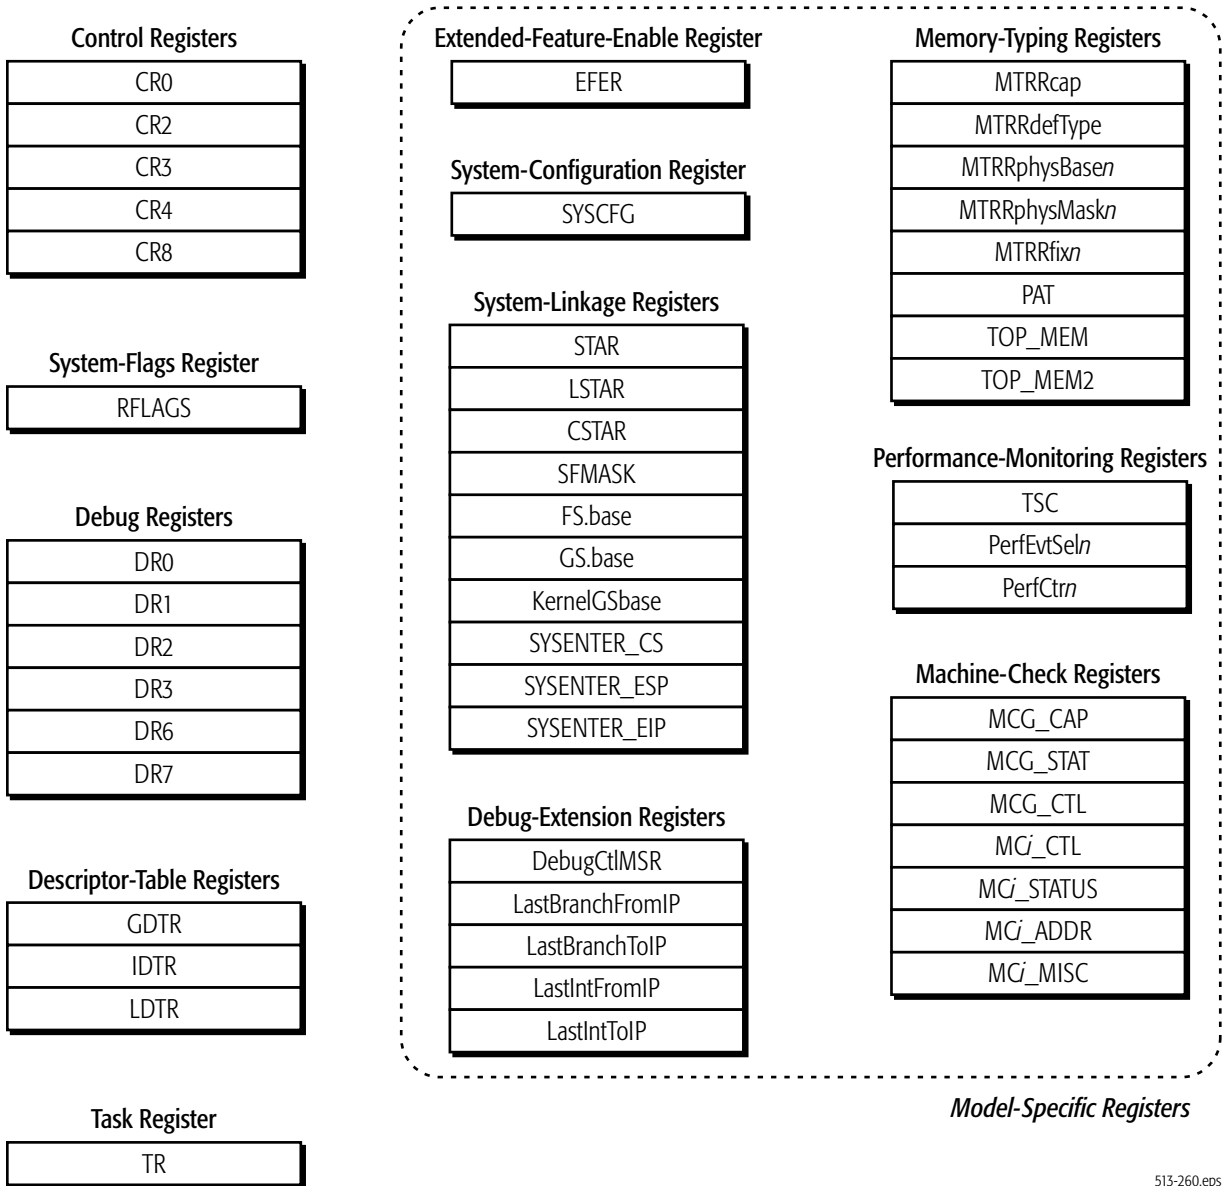 Control Registers
CR0
CR2
CR3
CR4
CR8
System-Flags Register
RFLAGS
Debug Registers
DR0
DR1
DR2
DR3
DR6
DR7
Descriptor-Table Registers
GDTR
IDTR
LDTR
Task Register
TR
Extended-Feature-Enable Register
EFER
System-Configuration Register
SYSCFG
System-Linkage Registers
STAR
LSTAR
CSTAR
SFMASK
FS.base
GS.base
KernelGSbase
SYSENTER_CS
SYSENTER_ESP
SYSENTER_EIP
Debug-Extension Registers
DebugCtlMSR
LastBranchFromIP
LastBranchToIP
LastIntFromIP
LastIntToIP
Memory-Typing Registers
MTRRcap
MTRRdefType
MTRRphysBasen
MTRRphysMaskn
MTRRfixn
PAT
TOP_MEM
TOP_MEM2
Performance-Monitoring Registers
TSC
PerfEvtSeln
PerfCtrn
Machine-Check Registers
MCG_CAP
MCG_STAT
MCG_CTL
MCi_CTL
MCi_STATUS
MCi_ADDR
MCi_MISC
Model-Specific Registers
513-260.eps